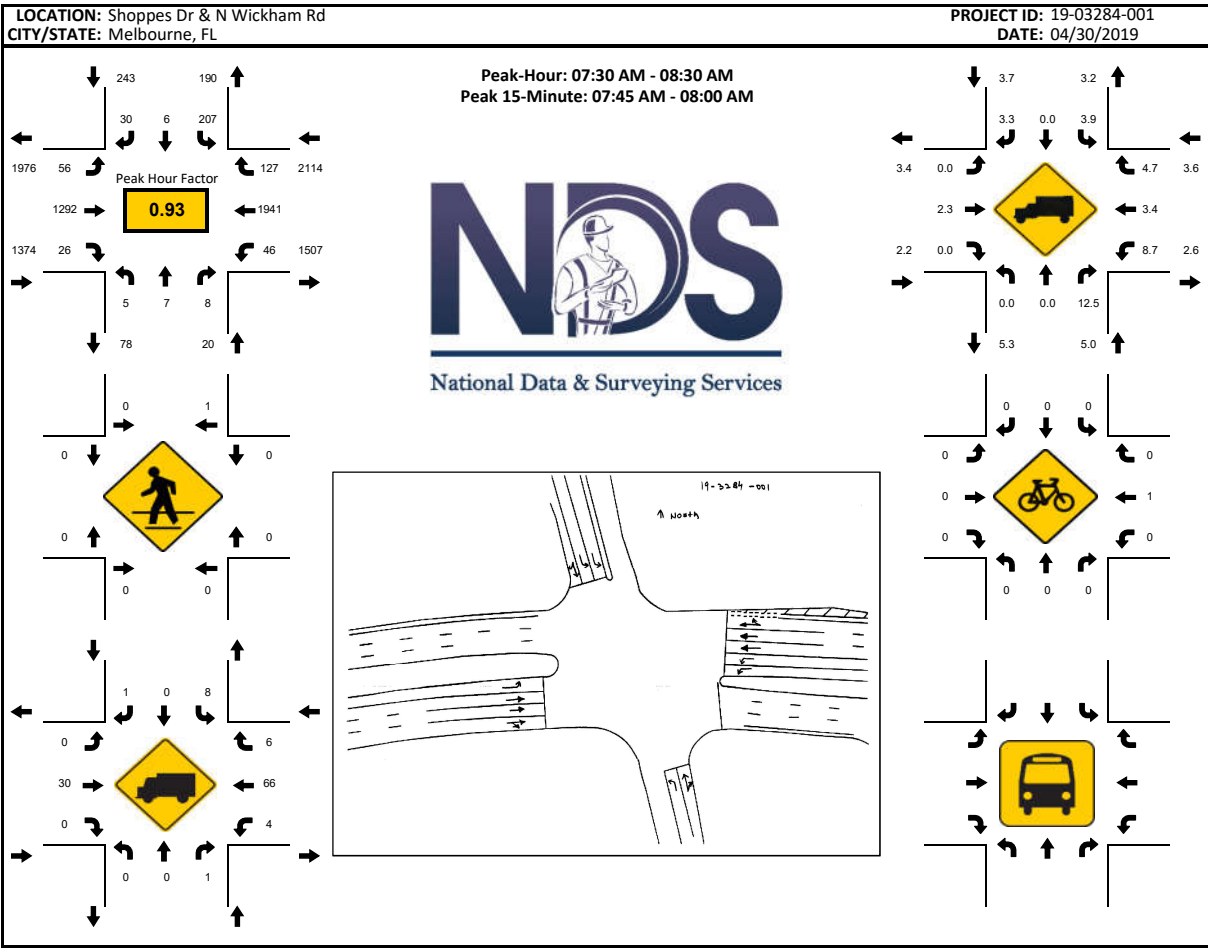 LOCATION: Shoppes Dr & N Wickham Rd PROJECT ID: 19-03284-001
CITY/STATE: Melbourne, FL DATE: 04/30/2019
Peak-Hour: 07:30 AM - 08:30 AM
Peak 15-Minute: 07:45 AM - 08:00 AM
243 190
30 6 207
1976 56 127 2114
Peak Hour Factor
1292 0.93 1941
1374 26 46 1507
5 7 8
78 20
NDS
National Data & Surveying Services
3.7 3.2
3.3 0.0 3.9
3.4 0.0 4.7 3.6
2.3 3.4
2.2 0.0 8.7 2.6
0.0 0.0 12.5
5.3 5.0
0 1
0 0
0 0
0 0
19-3284-001
North
0 0 0
0 0
0 1
0 0
0 0 0
1 0 8
0 6
30 66
0 4
0 0 1